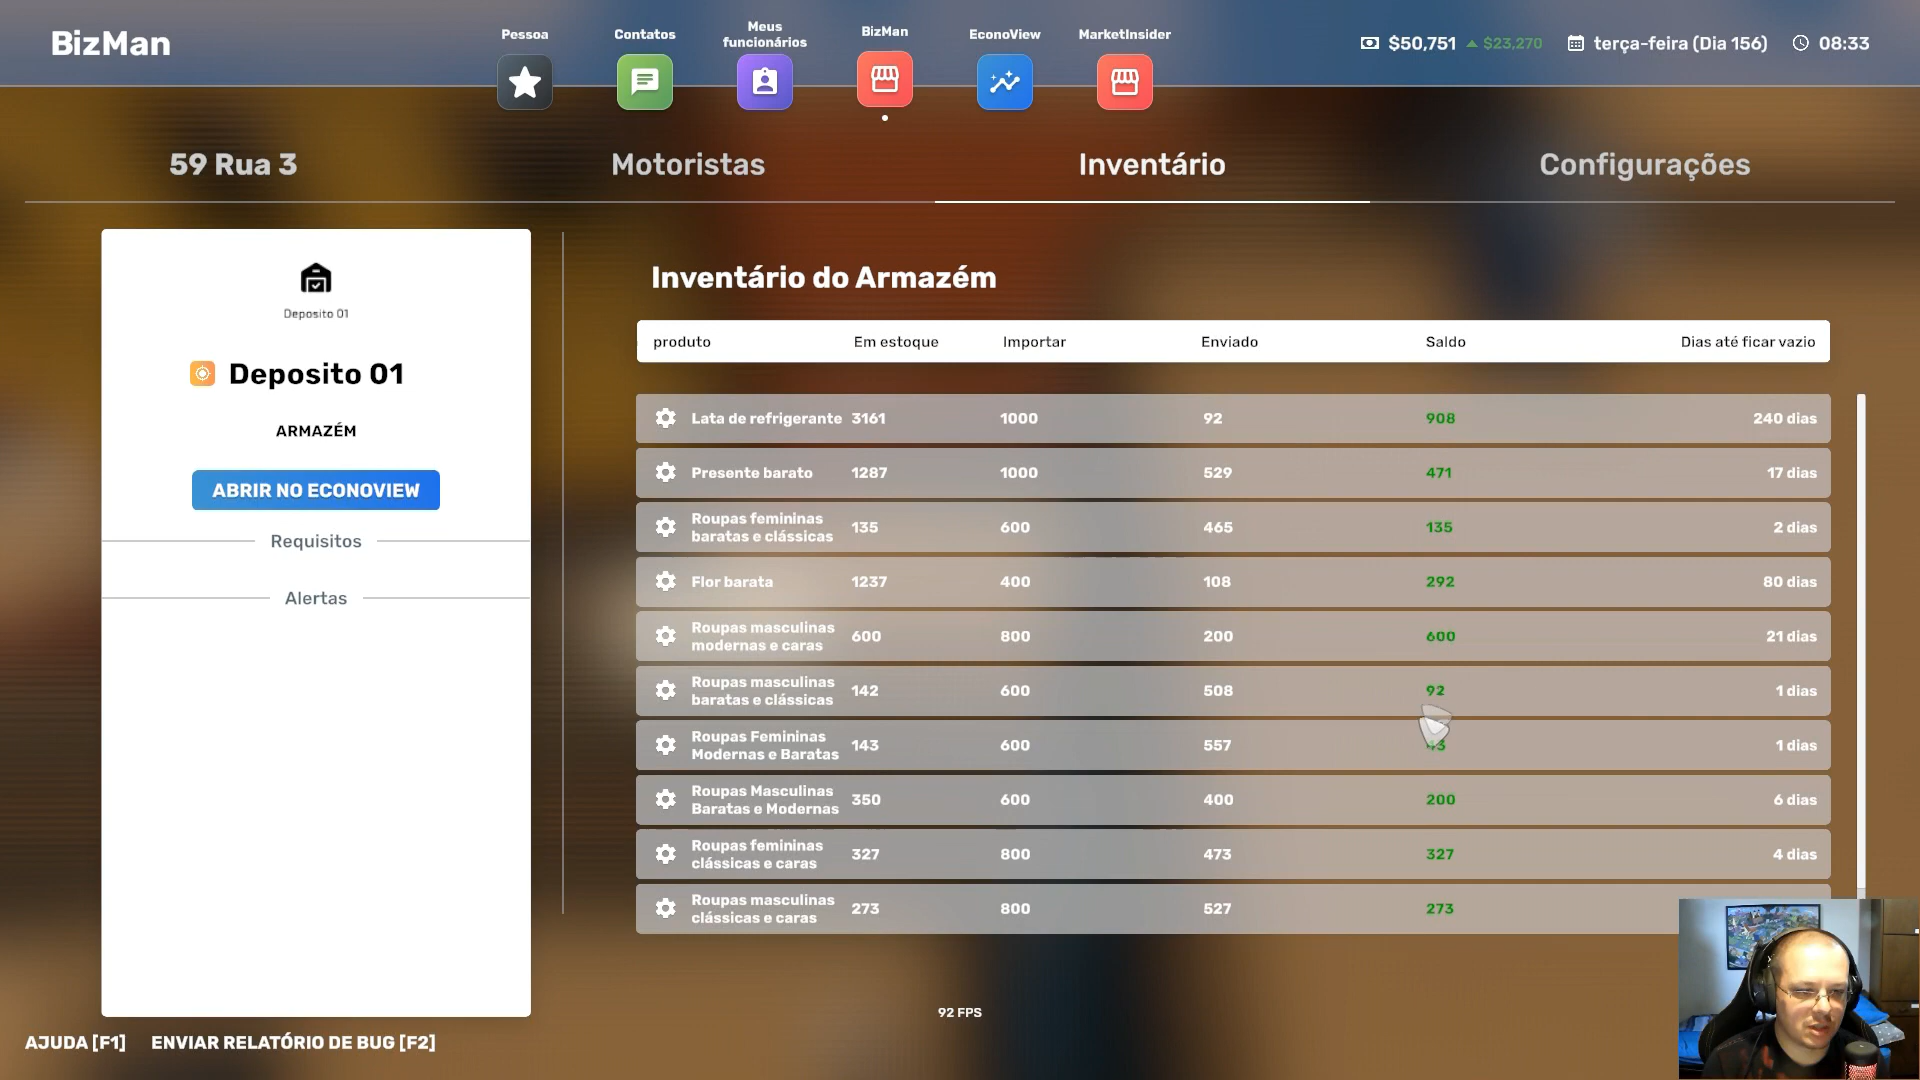 BizMan
Pessoa
Contatos
Meus
funcionários
BizMan
EconoView
MarketInsider
$50,751
$23,270
terça-feira (Dia 156)
08:33
59 Rua 3
Motoristas
Inventário
Configurações
Deposito 01
Deposito 01
ARMAZÉM
ABRIR NO ECONOVIEW
Requisitos
Alertas
Inventário do Armazém
produto Em estoque Importar Enviado Saldo Dias até ficar vazio
Lata de refrigerante 3161 1000 92 908 240 dias
Presente barato 1287 1000 529 471 17 dias
Roupas femininas
baratas e clássicas 135 600 465 135 2 dias
Flor barata 1237 400 108 292 80 dias
Roupas masculinas
modernas e caras 600 800 200 600 21 dias
Roupas masculinas
baratas e clássicas 142 600 508 92 1 dias
Roupas Femininas
Modernas e Baratas 143 600 557 1 dias
Roupas Masculinas
Baratas e Modernas 350 600 400 200 6 dias
Roupas femininas
clássicas e caras 327 800 473 327 4 dias
Roupas masculinas
clássicas e caras 273 800 527 273
92 FPS
AJUDA [F1] ENVIAR RELATÓRIO DE BUG [F2]